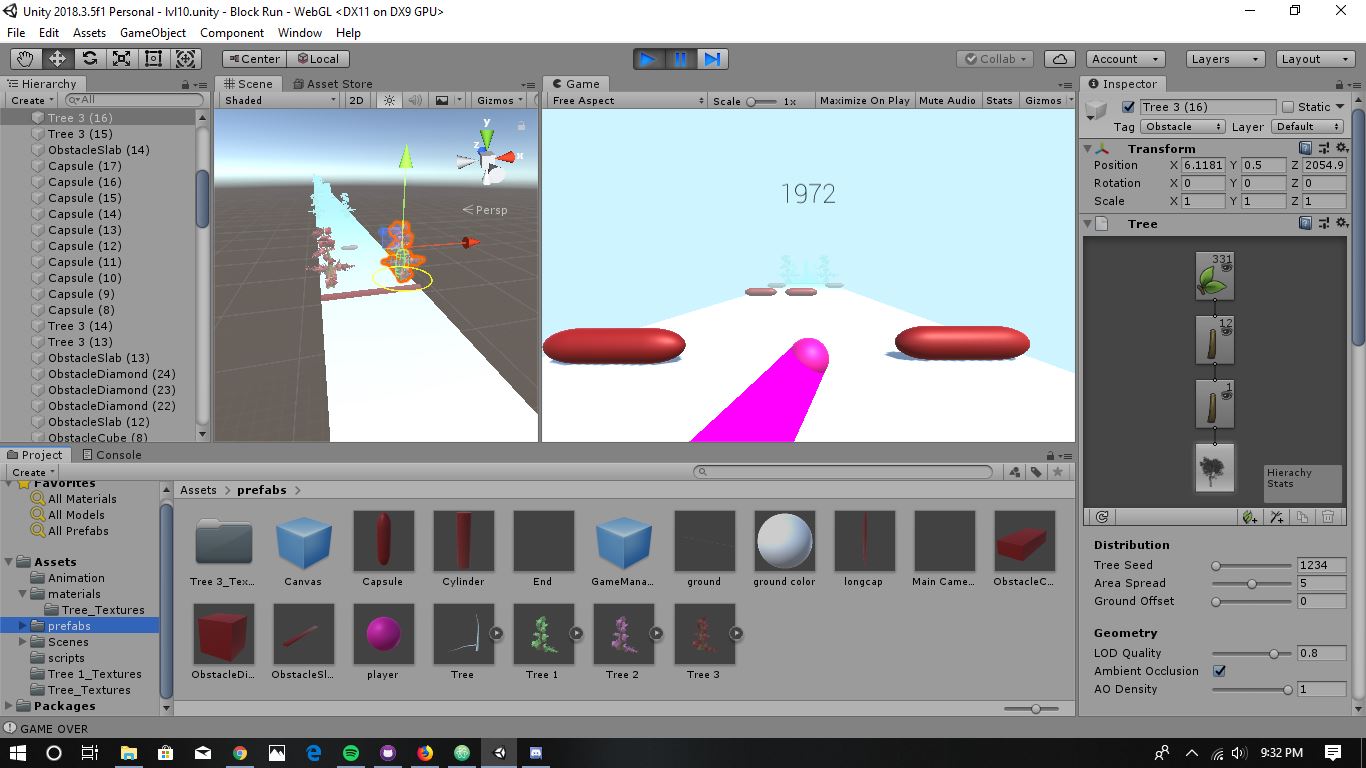 Unity 2018.3.5f1 Personal - lvl10.unity - Block Run - WebGL <DX11 on DX9 GPU>
File Edit Assets GameObject Component Window Help
Center Local Collab Account Layers Layout
Hierarchy
Create All
Tree 3 (16)
Tree 3 (15)
ObstacleSlab (14)
Capsule (17)
Capsule (16)
Capsule (15)
Capsule (14)
Capsule (13)
Capsule (12)
Capsule (11)
Capsule (10)
Capsule (9)
Capsule (8)
Tree 3 (14)
Tree 3 (13)
ObstacleSlab (13)
ObstacleDiamond (24)
ObstacleDiamond (23)
ObstacleDiamond (22)
ObstacleSlab (12)
ObstacleCube (8)
Scene Asset Store
Shaded 2D Gizmos
y
z
x
Persp
Game
Free Aspect Scale 1x Maximize On Play Mute Audio Stats Gizmos
1972
Inspector
Tree 3 (16) Static
Tag Obstacle Layer Default
Transform
Position X 6.1181 Y 0.5 Z 2054.9
Rotation X 0 Y 0 Z 0
Scale X 1 Y 1 Z 1
Tree
331
12
1
Hierachy
Stats
Distribution
Tree Seed 1234
Area Spread 5
Ground Offset 0
Geometry
LOD Quality 0.8
Ambient Occlusion
AO Density 1
Project Console
Create
Favorites
All Materials
All Models
All Prefabs
Assets
Animation
materials
Tree_Textures
prefabs
Scenes
scripts
Tree 1_Textures
Tree_Textures
Packages
Assets > prefabs >
Tree 3_Tex... Canvas Capsule Cylinder End GameMana... ground ground color longcap Main Came... ObstacleC...
ObstacleDi... ObstacleSl... player Tree Tree 1 Tree 2 Tree 3
GAME OVER
9:32 PM